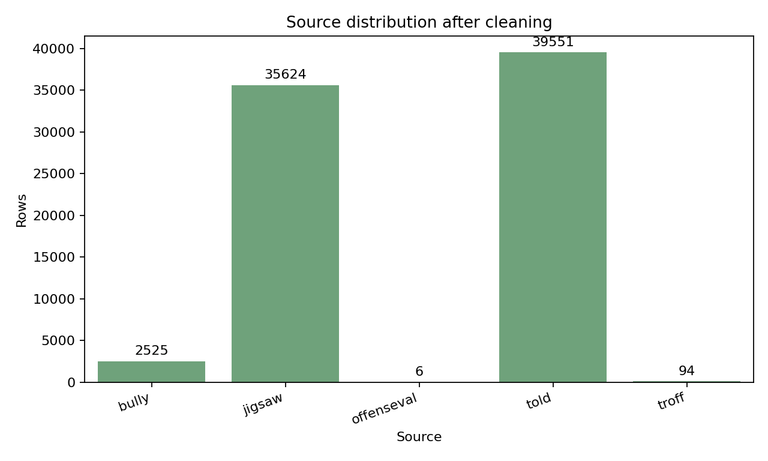 Source distribution after cleaning
40000
35000
30000
25000
20000
15000
10000
5000
0
Rows
2525
35624
6
39551
94
bully
jigsaw
offenseval
told
troff
Source